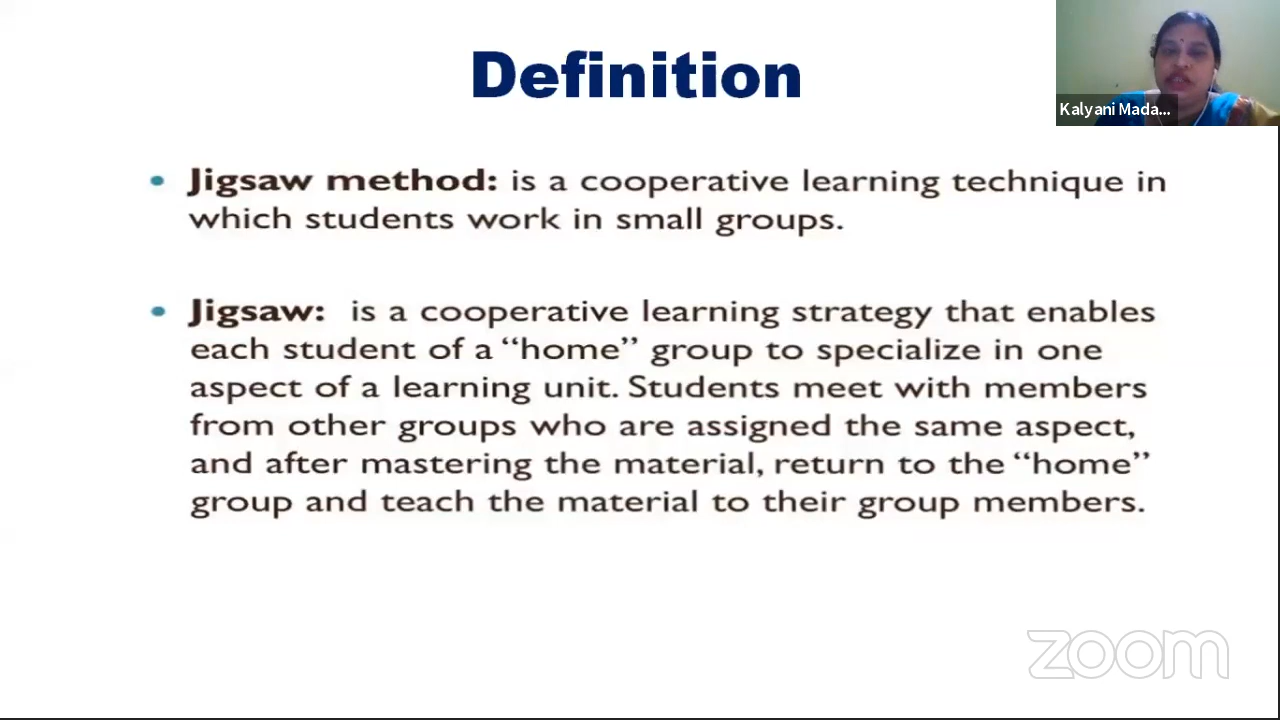 Definition
Kalyani Mada...
• Jigsaw method: is a cooperative learning technique in
which students work in small groups.
• Jigsaw: is a cooperative learning strategy that enables
each student of a “home” group to specialize in one
aspect of a learning unit. Students meet with members
from other groups who are assigned the same aspect,
and after mastering the material, return to the “home”
group and teach the material to their group members.
zoom